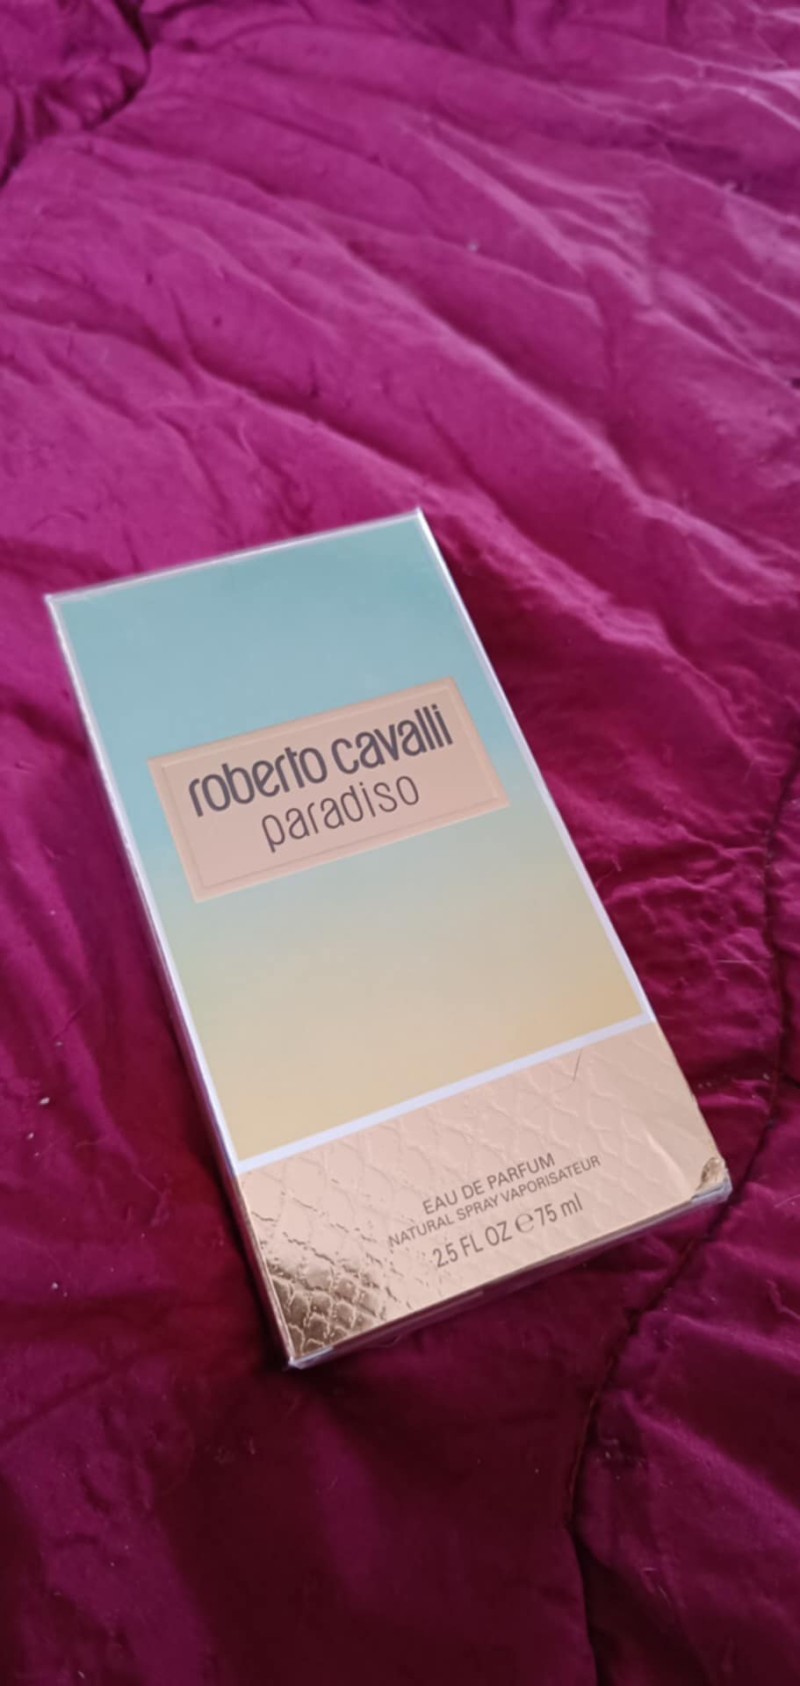 roberto cavalli
paradiso
EAU DE PARFUM
NATURAL SPRAY VAPORISATEUR
2.5 FL OZ ℮ 75 ml